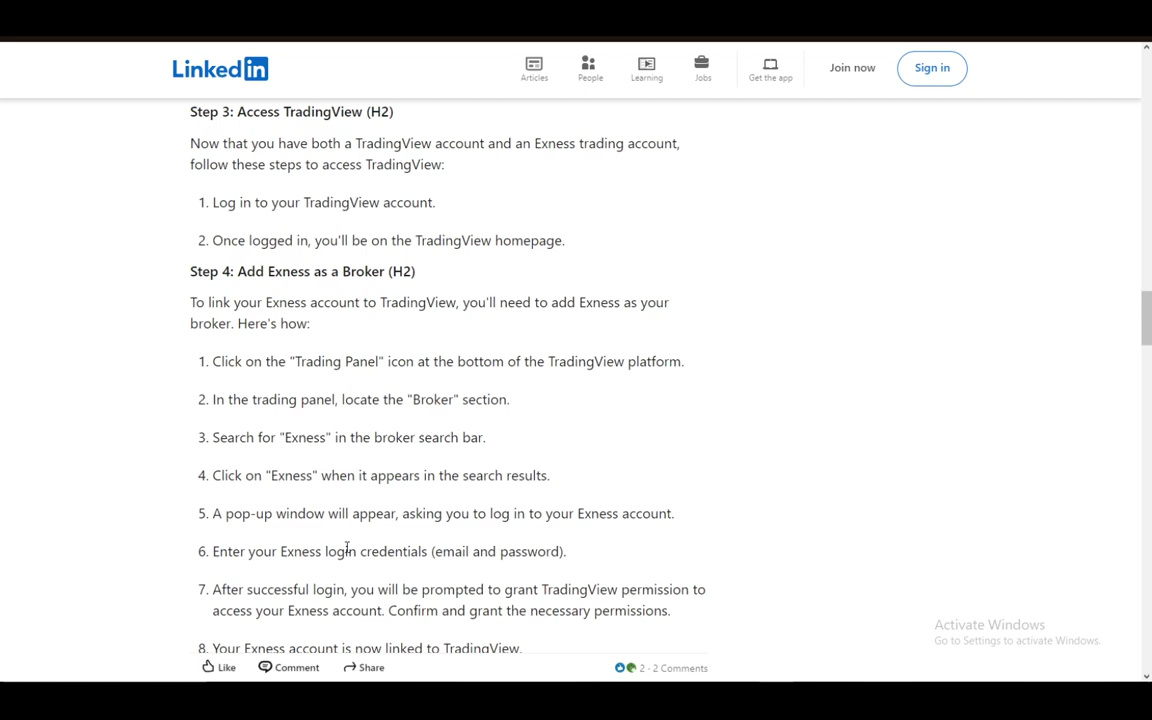 Linked in
Articles
People
Learning
Jobs
Get the app
Join now
Sign in
Step 3: Access TradingView (H2)
Now that you have both a TradingView account and an Exness trading account,
follow these steps to access TradingView:
1. Log in to your TradingView account.
2. Once logged in, you'll be on the TradingView homepage.
Step 4: Add Exness as a Broker (H2)
To link your Exness account to TradingView, you'll need to add Exness as your
broker. Here's how:
1. Click on the "Trading Panel" icon at the bottom of the TradingView platform.
2. In the trading panel, locate the "Broker" section.
3. Search for "Exness" in the broker search bar.
4. Click on "Exness" when it appears in the search results.
5. A pop-up window will appear, asking you to log in to your Exness account.
6. Enter your Exness login credentials (email and password).
7. After successful login, you will be prompted to grant TradingView permission to
access your Exness account. Confirm and grant the necessary permissions.
8. Your Exness account is now linked to TradingView.
Like
Comment
Share
2 · 2 Comments
Activate Windows
Go to Settings to activate Windows.